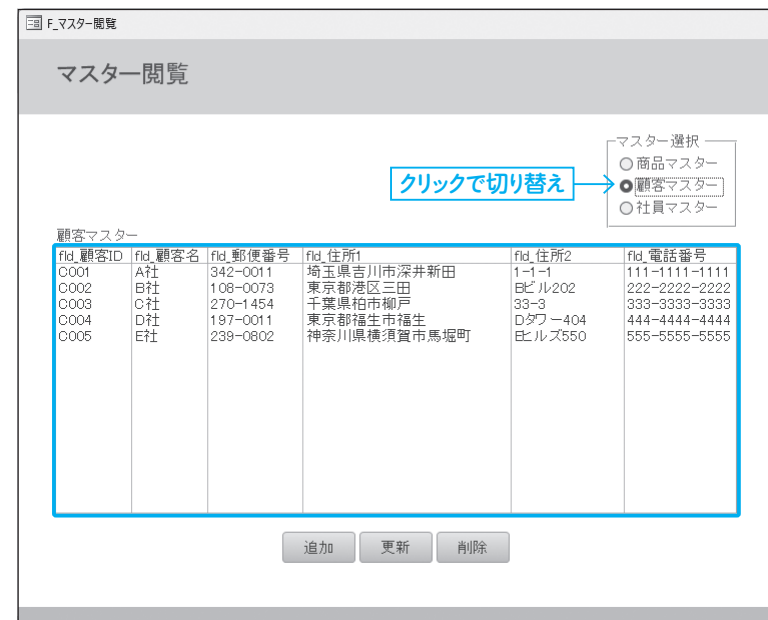 F_マスター閲覧
マスター閲覧
マスター選択
商品マスター
クリックで切り替え
顧客マスター
社員マスター
顧客マスター
fld_顧客ID fld_顧客名 fld_郵便番号 fld_住所1 fld_住所2 fld_電話番号
C001 A社 342-0011 埼玉県吉川市深井新田 1-1-1 111-1111-1111
C002 B社 108-0073 東京都港区三田 Bビル202 222-2222-2222
C003 C社 270-1454 千葉県柏市柳戸 33-3 333-3333-3333
C004 D社 197-0011 東京都福生市福生 Dタワー404 444-4444-4444
C005 E社 239-0802 神奈川県横須賀市馬堀町 Eヒルズ550 555-5555-5555
追加 更新 削除